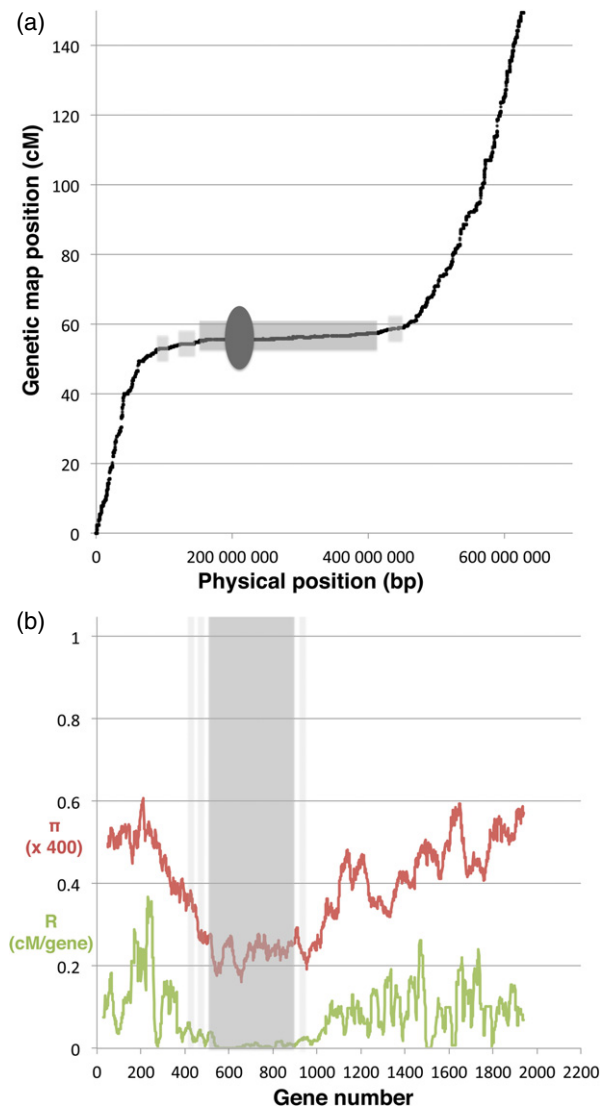 (a)
140
120
100
80
60
40
20
0
Genetic map position (cM)
0 200 000 000 400 000 000 600 000 000
Physical position (bp)
(b)
1
0.8
0.6
0.4
0.2
0
π
(x 400)
R
(cM/gene)
0 200 400 600 800 1000 1200 1400 1600 1800 2000 2200
Gene number